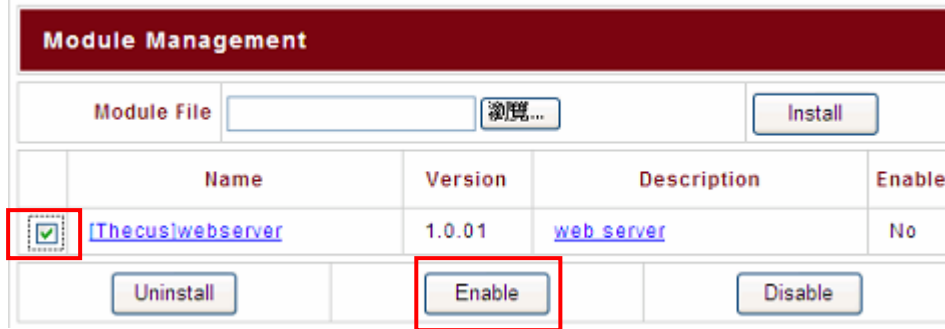 Module Management
Module File 瀏覽... Install
Name Version Description Enable
[Thecus]webserver 1.0.01 web server No
Uninstall Enable Disable